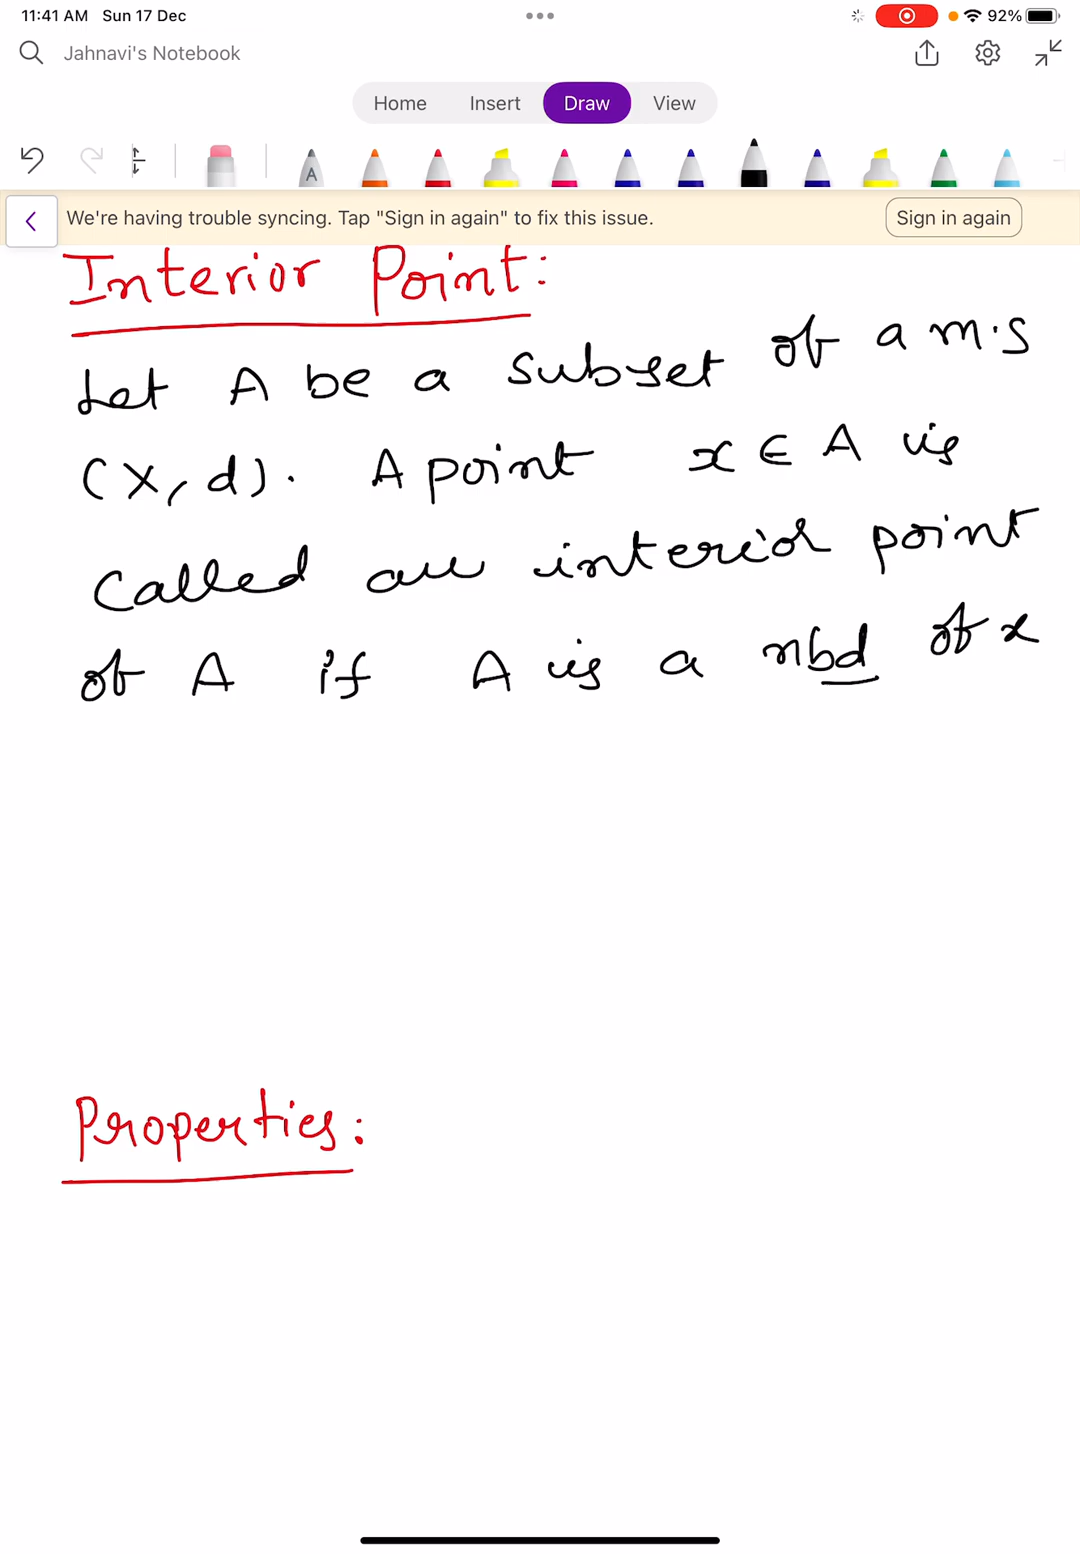 11:41 AM Sun 17 Dec
92%
Jahnavi's Notebook
Home Insert Draw View
A
We're having trouble syncing. Tap "Sign in again" to fix this issue.
Sign in again
Interior Point:
Let A be a subset of a m.s
(X, d). A point x ∈ A is
called an interior point
of A if A is a nbd of x
Properties: